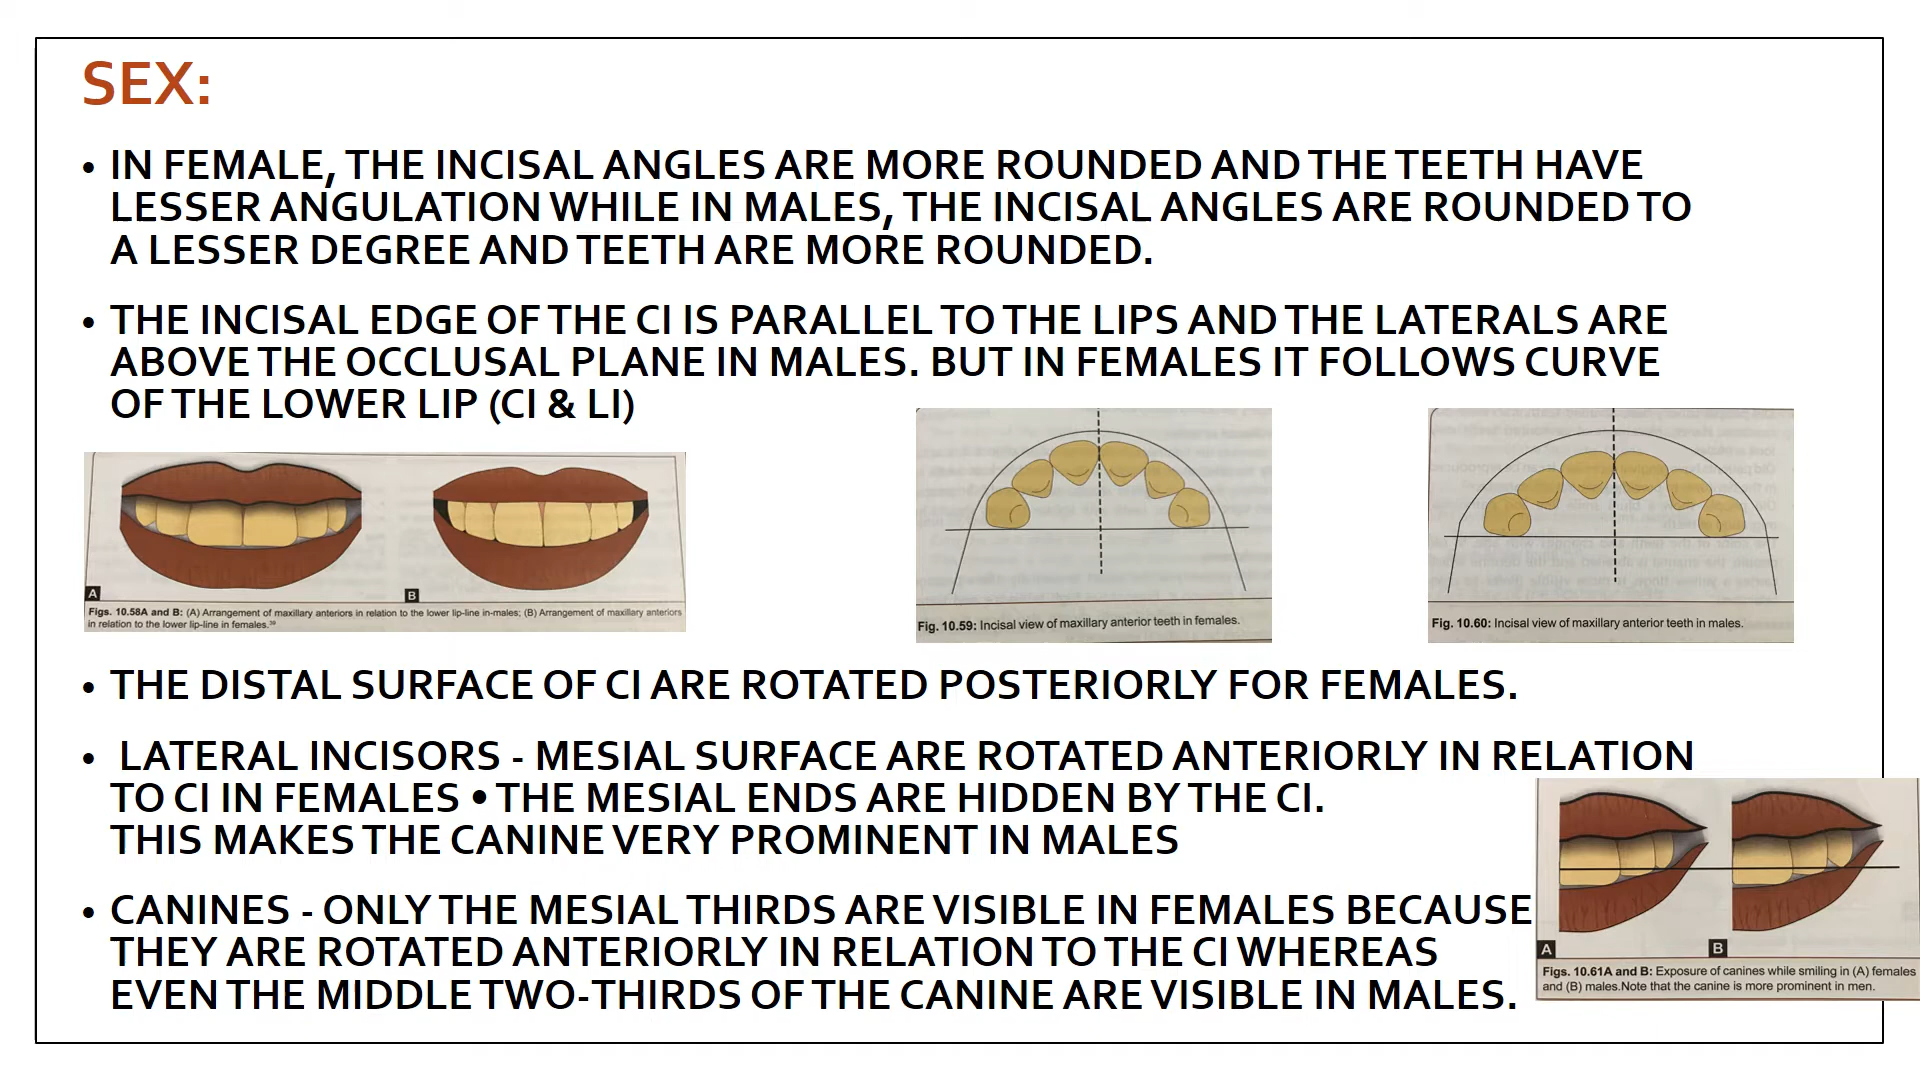 SEX:
• IN FEMALE, THE INCISAL ANGLES ARE MORE ROUNDED AND THE TEETH HAVE
LESSER ANGULATION WHILE IN MALES, THE INCISAL ANGLES ARE ROUNDED TO
A LESSER DEGREE AND TEETH ARE MORE ROUNDED.
• THE INCISAL EDGE OF THE CI IS PARALLEL TO THE LIPS AND THE LATERALS ARE
ABOVE THE OCCLUSAL PLANE IN MALES. BUT IN FEMALES IT FOLLOWS CURVE
OF THE LOWER LIP (CI & LI)
A
B
Figs. 10.58A and B: (A) Arrangement of maxillary anteriors in relation to the lower lip-line in-males; (B) Arrangement of maxillary anteriors
in relation to the lower lip-line in females.³⁹
Fig. 10.59: Incisal view of maxillary anterior teeth in females.
Fig. 10.60: Incisal view of maxillary anterior teeth in males.
• THE DISTAL SURFACE OF CI ARE ROTATED POSTERIORLY FOR FEMALES.
• LATERAL INCISORS - MESIAL SURFACE ARE ROTATED ANTERIORLY IN RELATION
TO CI IN FEMALES • THE MESIAL ENDS ARE HIDDEN BY THE CI.
THIS MAKES THE CANINE VERY PROMINENT IN MALES
• CANINES - ONLY THE MESIAL THIRDS ARE VISIBLE IN FEMALES BECAUSE
THEY ARE ROTATED ANTERIORLY IN RELATION TO THE CI WHEREAS
EVEN THE MIDDLE TWO-THIRDS OF THE CANINE ARE VISIBLE IN MALES.
A
B
Figs. 10.61A and B: Exposure of canines while smiling in (A) females
and (B) males.Note that the canine is more prominent in men.